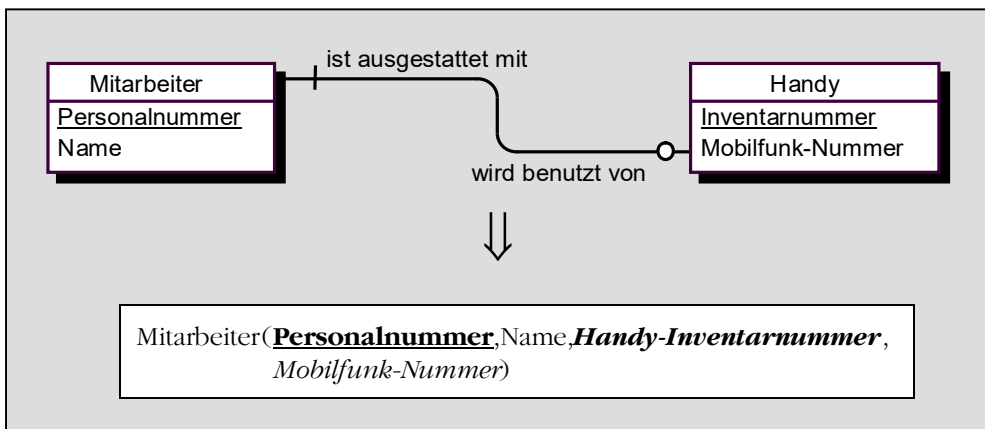 ist ausgestattet mit
Mitarbeiter
Personalnummer
Name
Handy
Inventarnummer
Mobilfunk-Nummer
wird benutzt von
Mitarbeiter(Personalnummer,Name,Handy-Inventarnummer,
Mobilfunk-Nummer)